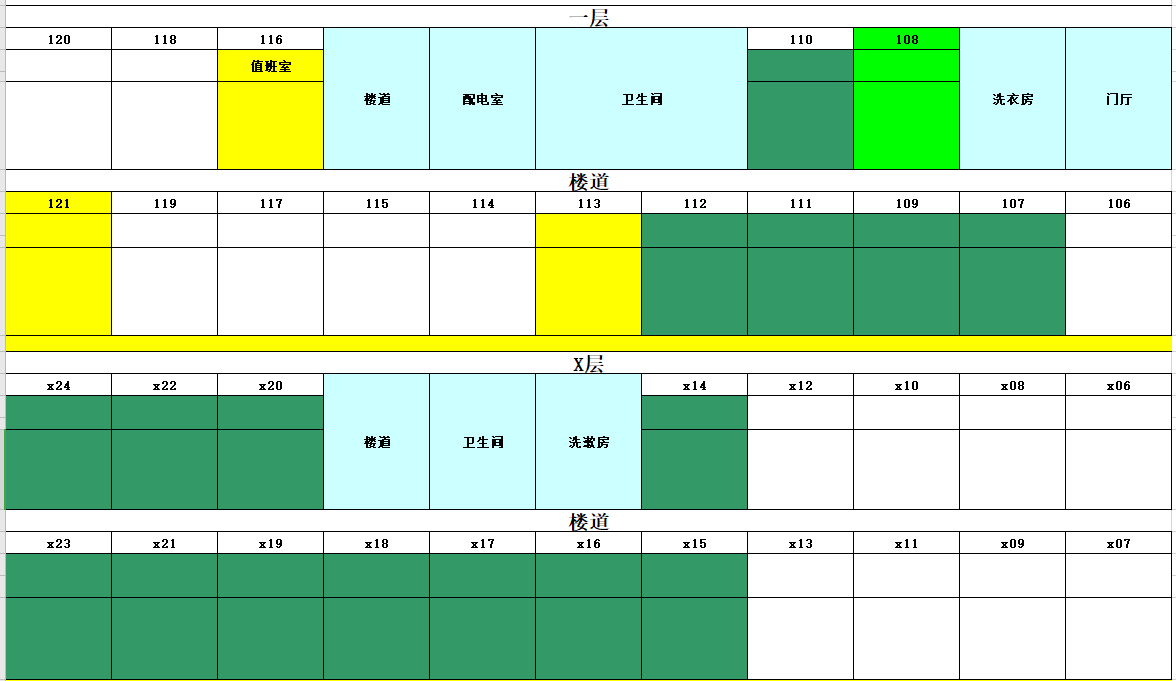 一层
120 118 116 110 108
值班室
楼道 配电室 卫生间 洗衣房 门厅
楼道
121 119 117 115 114 113 112 111 109 107 106
X层
x24 x22 x20 x14 x12 x10 x08 x06
楼道 卫生间 洗漱房
楼道
x23 x21 x19 x18 x17 x16 x15 x13 x11 x09 x07